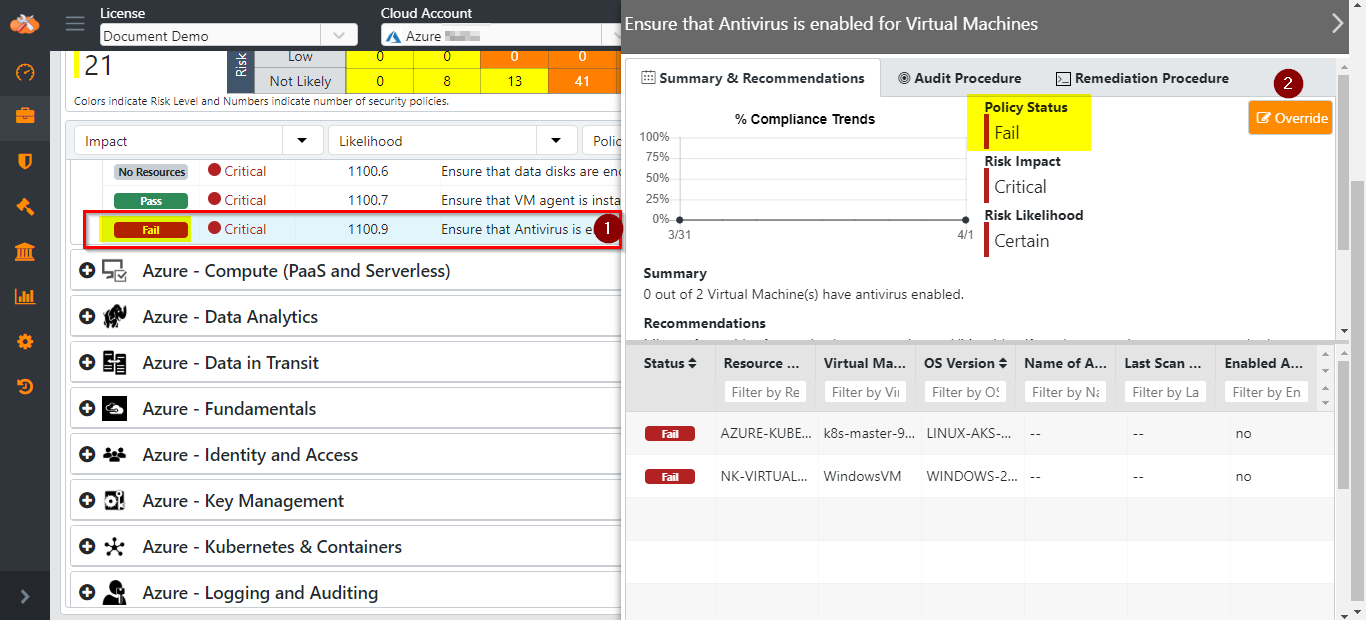 License
Document Demo
Cloud Account
Azure
21
Risk
Low 0 0 0 0
Not Likely 0 8 13 41
Colors indicate Risk Level and Numbers indicate number of security policies.
Impact
Likelihood
Polic
No Resources Critical 1100.6 Ensure that data disks are enc
Pass Critical 1100.7 Ensure that VM agent is insta
Fail Critical 1100.9 Ensure that Antivirus is e 1
Azure - Compute (PaaS and Serverless)
Azure - Data Analytics
Azure - Data in Transit
Azure - Fundamentals
Azure - Identity and Access
Azure - Key Management
Azure - Kubernetes & Containers
Azure - Logging and Auditing
Ensure that Antivirus is enabled for Virtual Machines
Summary & Recommendations
Audit Procedure
Remediation Procedure
2
Override
% Compliance Trends
100%
75%
50%
25%
0%
3/31 4/1
Policy Status
Fail
Risk Impact
Critical
Risk Likelihood
Certain
Summary
0 out of 2 Virtual Machine(s) have antivirus enabled.
Recommendations
Status Resource ... Virtual Ma... OS Version Name of A... Last Scan ... Enabled A...
Filter by Re Filter by Vi Filter by OS Filter by Na Filter by La Filter by En
Fail AZURE-KUBE... k8s-master-9... LINUX-AKS-... -- -- no
Fail NK-VIRTUAL... WindowsVM WINDOWS-2... -- -- no